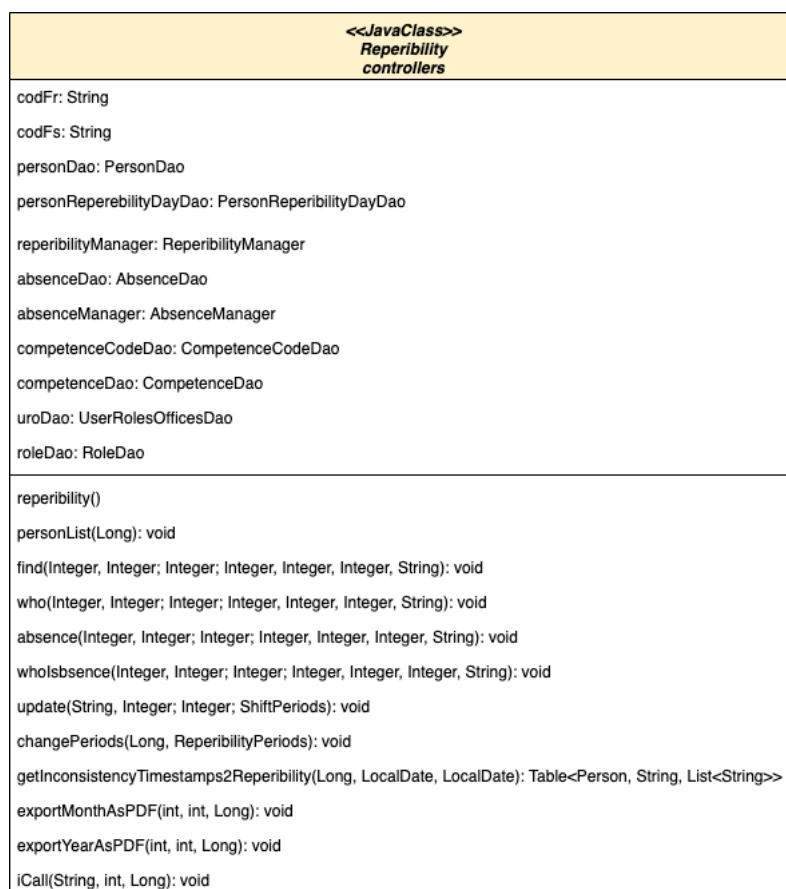 <<JavaClass>>
Reperibility
controllers
codFr: String
codFs: String
personDao: PersonDao
personReperebilityDayDao: PersonReperibilityDayDao
reperibilityManager: ReperibilityManager
absenceDao: AbsenceDao
absenceManager: AbsenceManager
competenceCodeDao: CompetenceCodeDao
competenceDao: CompetenceDao
uroDao: UserRolesOfficesDao
roleDao: RoleDao
reperibility()
personList(Long): void
find(Integer, Integer; Integer; Integer, Integer, Integer, String): void
who(Integer, Integer; Integer; Integer, Integer, Integer, String): void
absence(Integer, Integer; Integer; Integer, Integer, Integer, String): void
whoIsbsence(Integer, Integer; Integer; Integer, Integer, Integer, String): void
update(String, Integer; Integer; ShiftPeriods): void
changePeriods(Long, ReperibilityPeriods): void
getInconsistencyTimestamps2Reperibility(Long, LocalDate, LocalDate): Table<Person, String, List<String>>
exportMonthAsPDF(int, int, Long): void
exportYearAsPDF(int, int, Long): void
iCall(String, int, Long): void